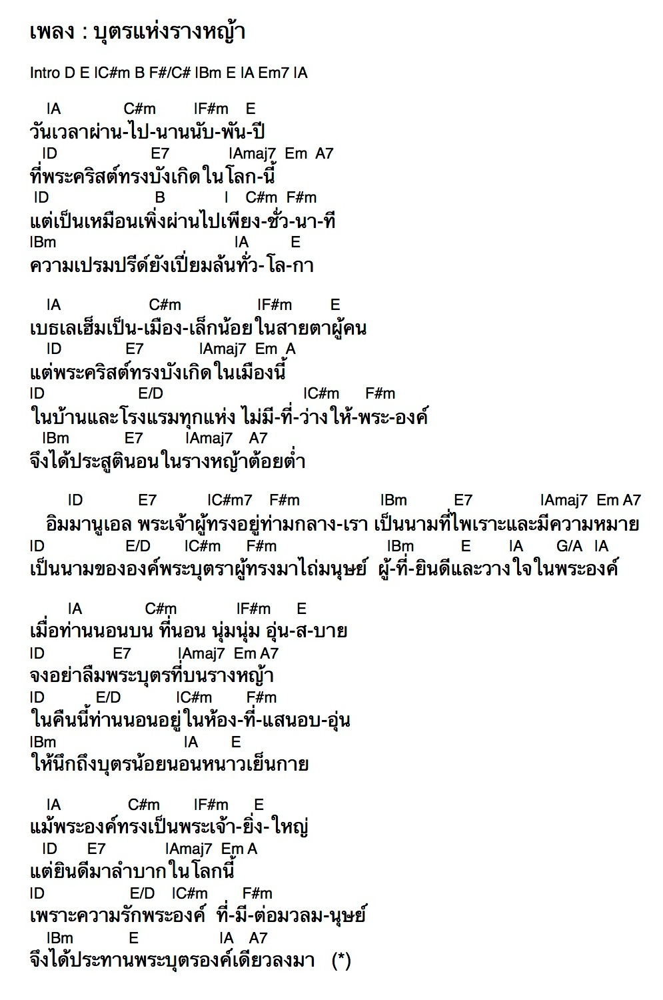 เพลง : บุตรแห่งรางหญ้า
Intro D E |C#m B F#/C# |Bm E |A Em7 |A
|A C#m |F#m E
วันเวลาผ่าน-ไป-นานนับ-พัน-ปี
|D E7 |Amaj7 Em A7
ที่พระคริสต์ทรงบังเกิดในโลก-นี้
|D B | C#m F#m
แต่เป็นเหมือนเพิ่งผ่านไปเพียง-ชั่ว-นา-ที
|Bm |A E
ความเปรมปรีด์ยังเปี่ยมล้นทั่ว-โล-กา
|A C#m |F#m E
เบธเลเฮ็มเป็น-เมือง-เล็กน้อยในสายตาผู้คน
|D E7 |Amaj7 Em A
แต่พระคริสต์ทรงบังเกิดในเมืองนี้
|D E/D |C#m F#m
ในบ้านและโรงแรมทุกแห่ง ไม่มี-ที่-ว่างให้-พระ-องค์
|Bm E7 |Amaj7 A7
จึงได้ประสูตินอนในรางหญ้าต้อยต่ำ
|D E7 |C#m7 F#m |Bm E7 |Amaj7 Em A7
อิมมานูเอล พระเจ้าผู้ทรงอยู่ท่ามกลาง-เรา เป็นนามที่ไพเราะและมีความหมาย
|D E/D |C#m F#m |Bm E |A G/A |A
เป็นนามขององค์พระบุตราผู้ทรงมาไถ่มนุษย์ ผู้-ที่-ยินดีและวางใจในพระองค์
|A C#m |F#m E
เมื่อท่านนอนบน ที่นอน นุ่มนุ่ม อุ่น-ส-บาย
|D E7 |Amaj7 Em A7
จงอย่าลืมพระบุตรที่บนรางหญ้า
|D E/D |C#m F#m
ในคืนนี้ท่านนอนอยู่ในห้อง-ที่-แสนอบ-อุ่น
|Bm |A E
ให้นึกถึงบุตรน้อยนอนหนาวเย็นกาย
|A C#m |F#m E
แม้พระองค์ทรงเป็นพระเจ้า-ยิ่ง-ใหญ่
|D E7 |Amaj7 Em A
แต่ยินดีมาลำบากในโลกนี้
|D E/D |C#m F#m
เพราะความรักพระองค์ ที่-มี-ต่อมวลม-นุษย์
|Bm E |A A7
จึงได้ประทานพระบุตรองค์เดียวลงมา (*)